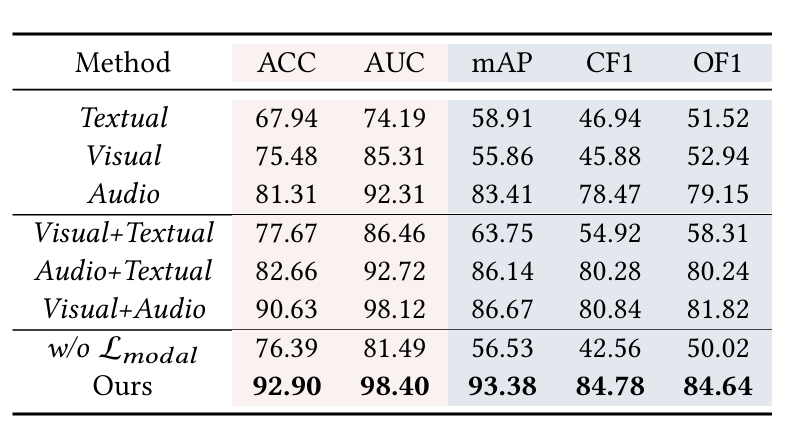 Method ACC AUC mAP CF1 OF1
Textual 67.94 74.19 58.91 46.94 51.52
Visual 75.48 85.31 55.86 45.88 52.94
Audio 81.31 92.31 83.41 78.47 79.15
Visual+Textual 77.67 86.46 63.75 54.92 58.31
Audio+Textual 82.66 92.72 86.14 80.28 80.24
Visual+Audio 90.63 98.12 86.67 80.84 81.82
w/o ℒmodal 76.39 81.49 56.53 42.56 50.02
Ours 92.90 98.40 93.38 84.78 84.64